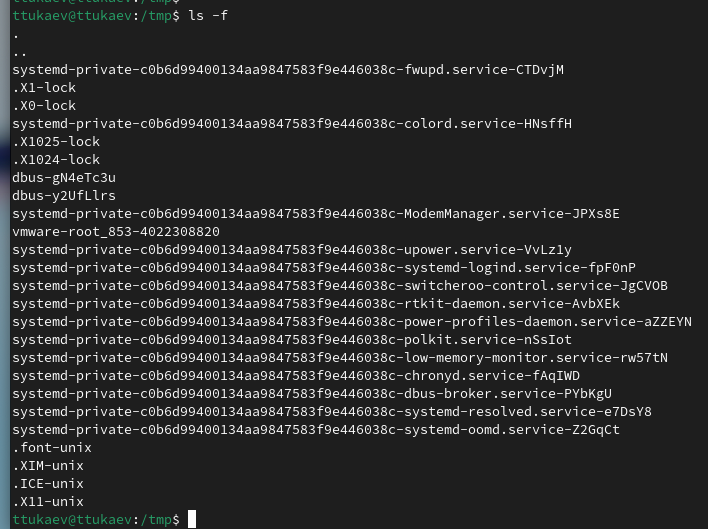 ttukaev@ttukaev:/tmp$
ttukaev@ttukaev:/tmp$ ls -f
.
..
systemd-private-c0b6d99400134aa9847583f9e446038c-fwupd.service-CTDvjM
.X1-lock
.X0-lock
systemd-private-c0b6d99400134aa9847583f9e446038c-colord.service-HNsffH
.X1025-lock
.X1024-lock
dbus-gN4eTc3u
dbus-y2UfLlrs
systemd-private-c0b6d99400134aa9847583f9e446038c-ModemManager.service-JPXs8E
vmware-root_853-4022308820
systemd-private-c0b6d99400134aa9847583f9e446038c-upower.service-VvLz1y
systemd-private-c0b6d99400134aa9847583f9e446038c-systemd-logind.service-fpF0nP
systemd-private-c0b6d99400134aa9847583f9e446038c-switcheroo-control.service-JgCVOB
systemd-private-c0b6d99400134aa9847583f9e446038c-rtkit-daemon.service-AvbXEk
systemd-private-c0b6d99400134aa9847583f9e446038c-power-profiles-daemon.service-aZZEYN
systemd-private-c0b6d99400134aa9847583f9e446038c-polkit.service-nSsIot
systemd-private-c0b6d99400134aa9847583f9e446038c-low-memory-monitor.service-rw57tN
systemd-private-c0b6d99400134aa9847583f9e446038c-chronyd.service-fAqIWD
systemd-private-c0b6d99400134aa9847583f9e446038c-dbus-broker.service-PYbKgU
systemd-private-c0b6d99400134aa9847583f9e446038c-systemd-resolved.service-e7DsY8
systemd-private-c0b6d99400134aa9847583f9e446038c-systemd-oomd.service-Z2GqCt
.font-unix
.XIM-unix
.ICE-unix
.X11-unix
ttukaev@ttukaev:/tmp$